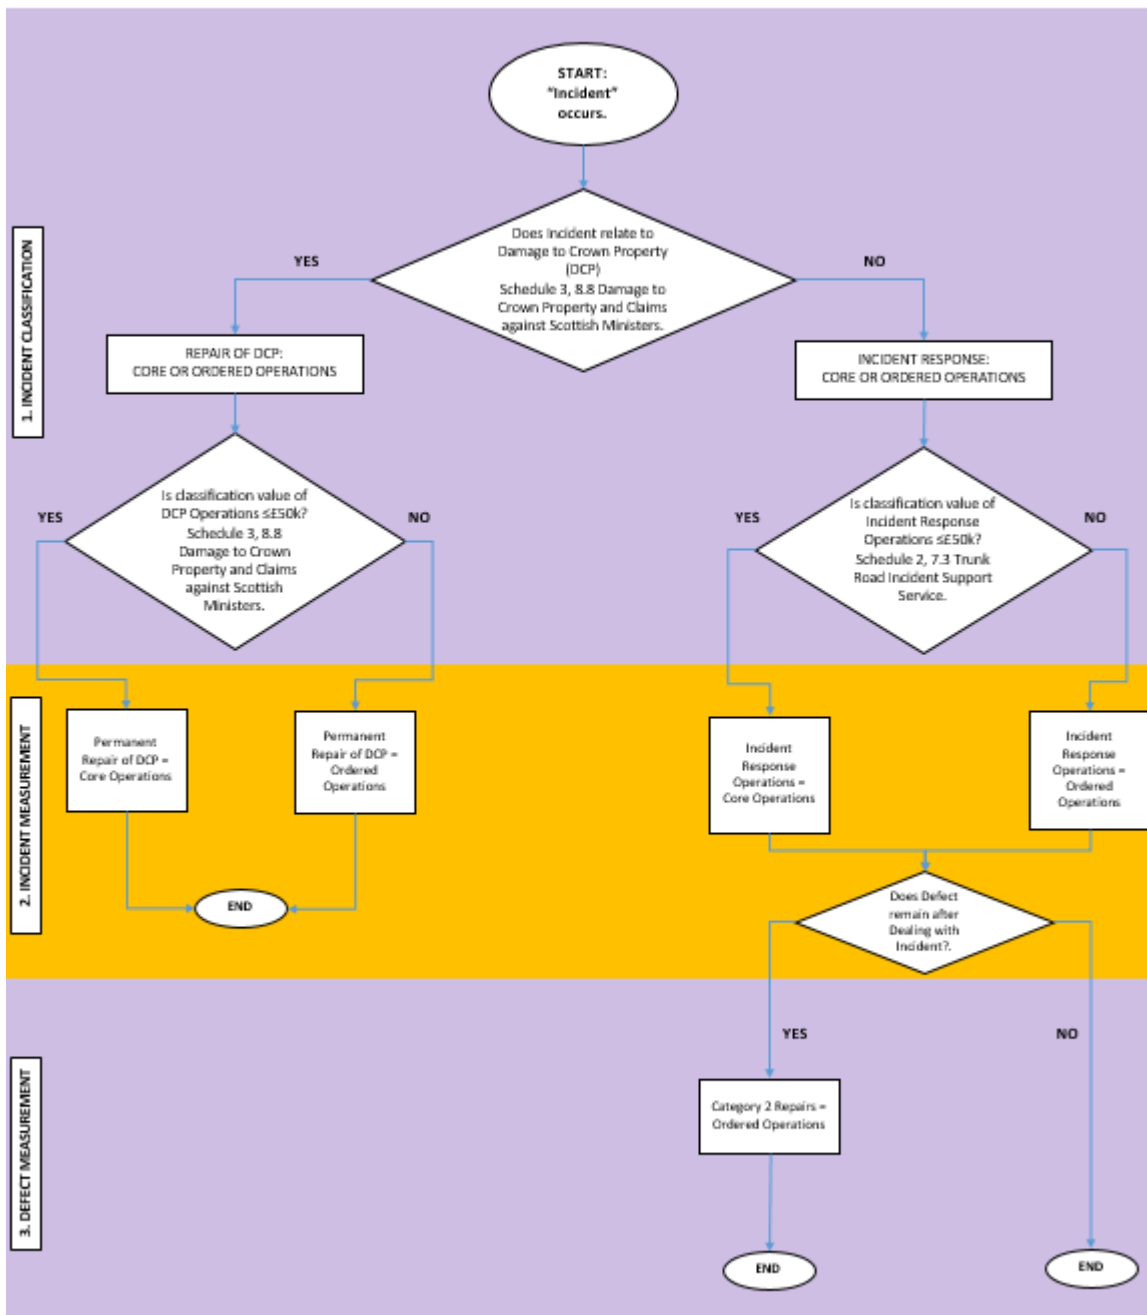 START:
"Incident"
occurs.
Does Incident relate to
Damage to Crown Property
(DCP)
Schedule 3, 8.8 Damage to
Crown Property and Claims
against Scottish Ministers.
YES
NO
1. INCIDENT CLASSIFICATION
REPAIR OF DCP:
CORE OR ORDERED OPERATIONS
INCIDENT RESPONSE:
CORE OR ORDERED OPERATIONS
Is classification value of
DCP Operations ≤£50k?
Schedule 3, 8.8
Damage to Crown
Property and Claims
against Scottish
Ministers.
YES
NO
Is classification value of
Incident Response
Operations ≤£50k?
Schedule 2, 7.3 Trunk
Road Incident Support
Service.
YES
NO
2. INCIDENT MEASUREMENT
Permanent
Repair of DCP =
Core Operations
Permanent
Repair of DCP =
Ordered
Operations
Incident
Response
Operations =
Core Operations
Incident
Response
Operations =
Ordered
Operations
END
Does Defect
remain after
Dealing with
Incident?.
YES
NO
3. DEFECT MEASUREMENT
Category 2 Repairs =
Ordered Operations
END
END